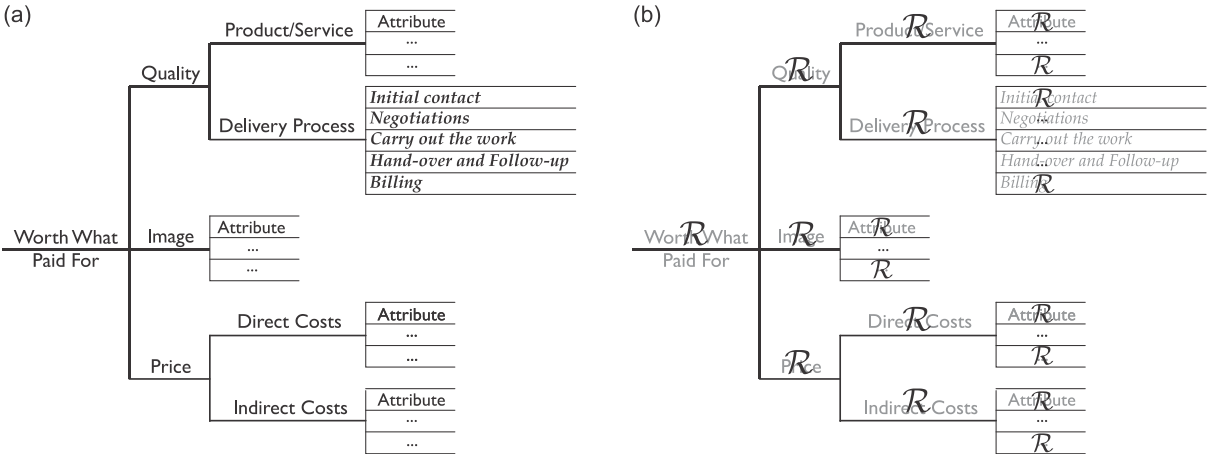 (a)
Product/Service
Attribute
...
...
Quality
Delivery Process
Initial contact
Negotiations
Carry out the work
Hand-over and Follow-up
Billing
Worth What
Paid For
Image
Attribute
...
...
Price
Direct Costs
Attribute
...
...
Indirect Costs
Attribute
...
...
(b)
Product/Service
R
Attribute
R
...
R
Quality
R
Delivery Process
R
Initial contact
R
Negotiations
...
Carry out the work
...
Hand-over and Follow-up
...
Billing
R
Worth What
R
Paid For
Image
R
Attribute
R
...
R
Price
R
Direct Costs
R
Attribute
R
...
R
Indirect Costs
R
Attribute
R
...
R